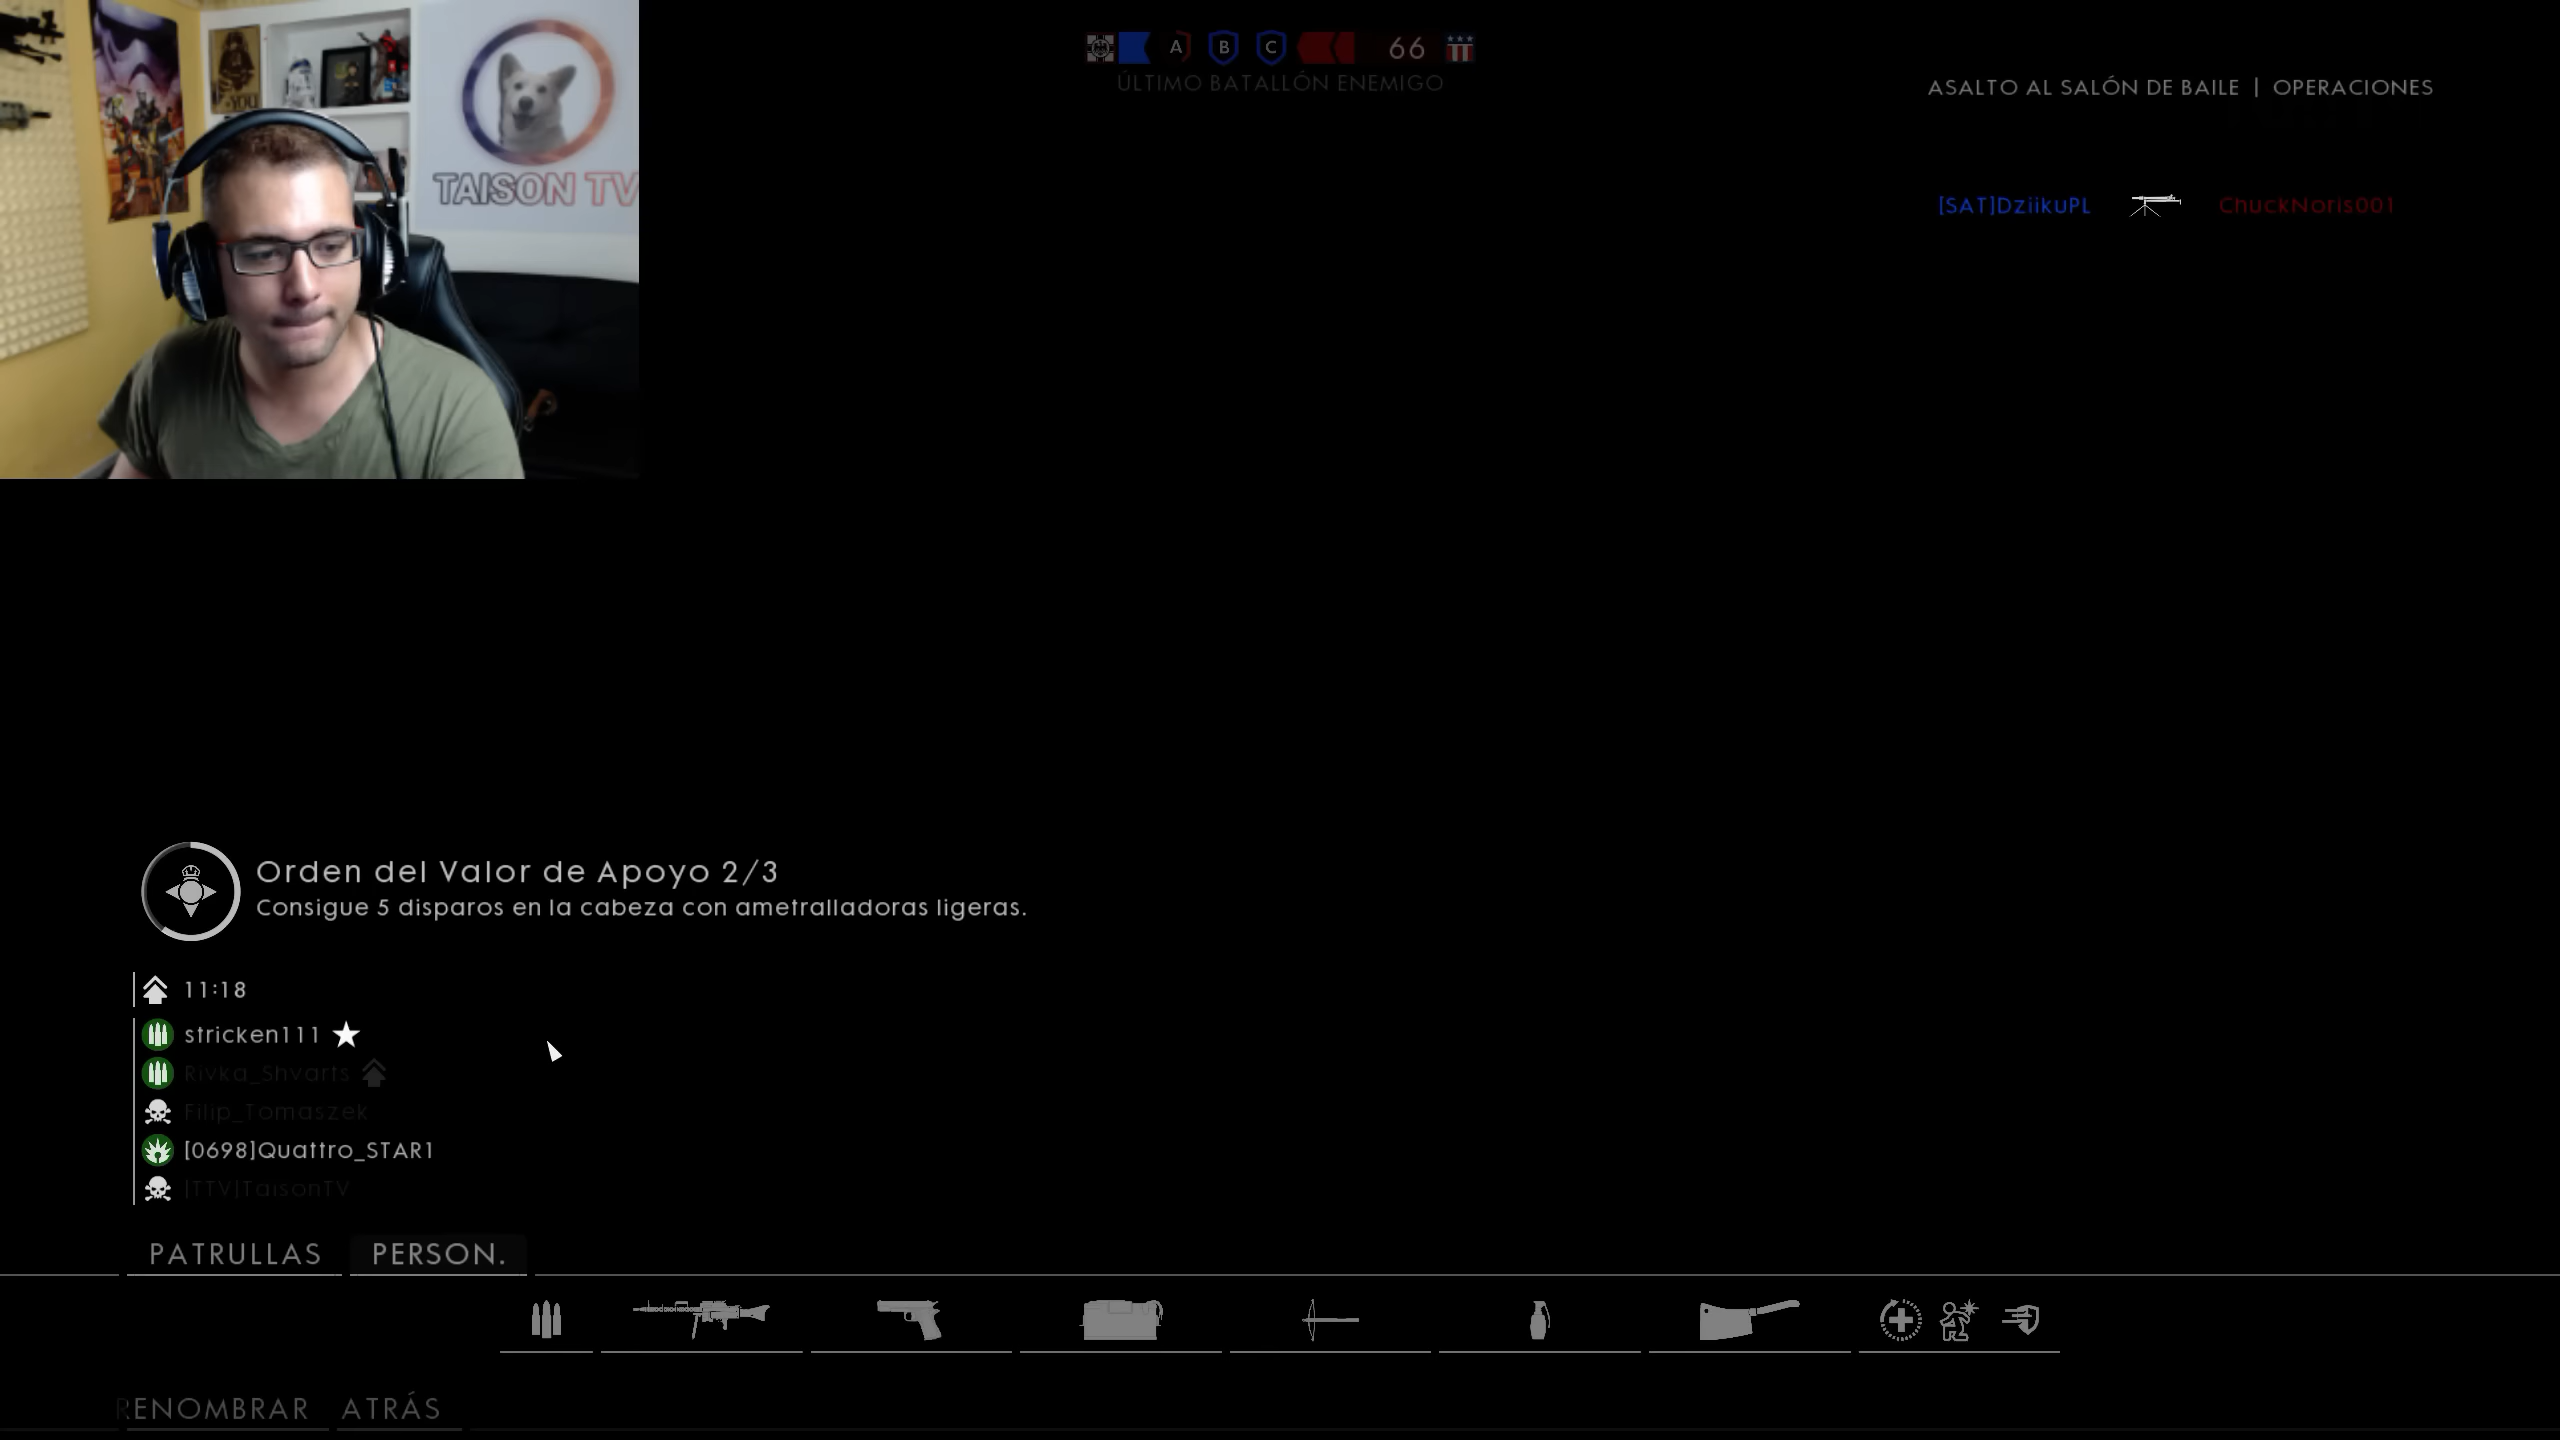 YOU
TAISON TV
A B C 66
ÚLTIMO BATALLÓN ENEMIGO
ASALTO AL SALÓN DE BAILE | OPERACIONES
[SAT]DziikuPL ChuckNoris001
Orden del Valor de Apoyo 2/3
Consigue 5 disparos en la cabeza con ametralladoras ligeras.
11:18
stricken111
Rivka_Shvarts
Filip_Tomaszek
[0698]Quattro_STAR1
[TTV]TaisonTV
PATRULLAS PERSON.
RENOMBRAR ATRÁS